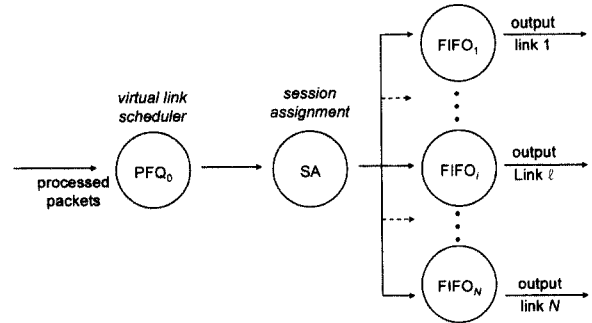 output
link 1
FIFO1
virtual link
scheduler
session
assignment
processed
packets
PFQ0
SA
FIFOi
output
Link ℓ
FIFON
output
link N